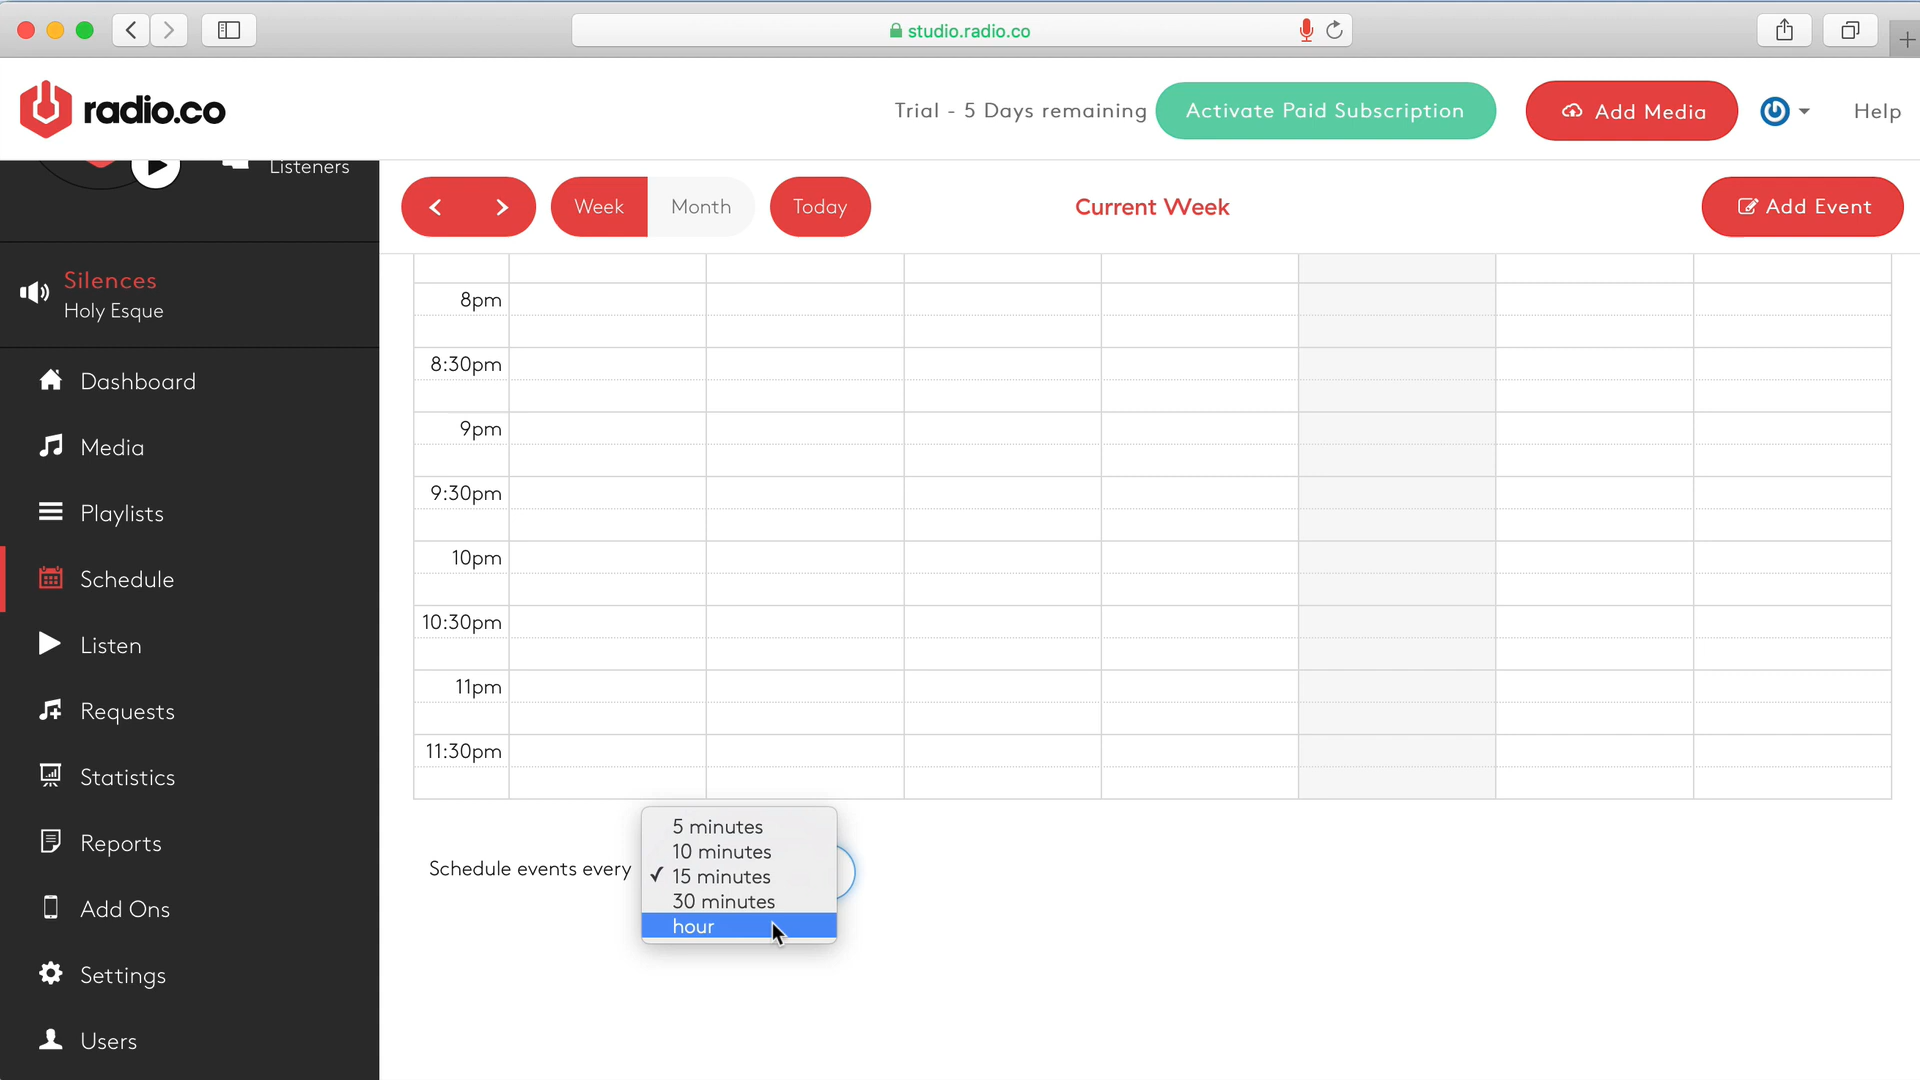 studio.radio.co
radio.co
Trial - 5 Days remaining
Activate Paid Subscription
Add Media
Help
Listeners
Week
Month
Today
Current Week
Add Event
Silences
Holy Esque
Dashboard
Media
Playlists
Schedule
Listen
Requests
Statistics
Reports
Add Ons
Settings
Users
8pm
8:30pm
9pm
9:30pm
10pm
10:30pm
11pm
11:30pm
Schedule events every
5 minutes
10 minutes
✓ 15 minutes
30 minutes
hour